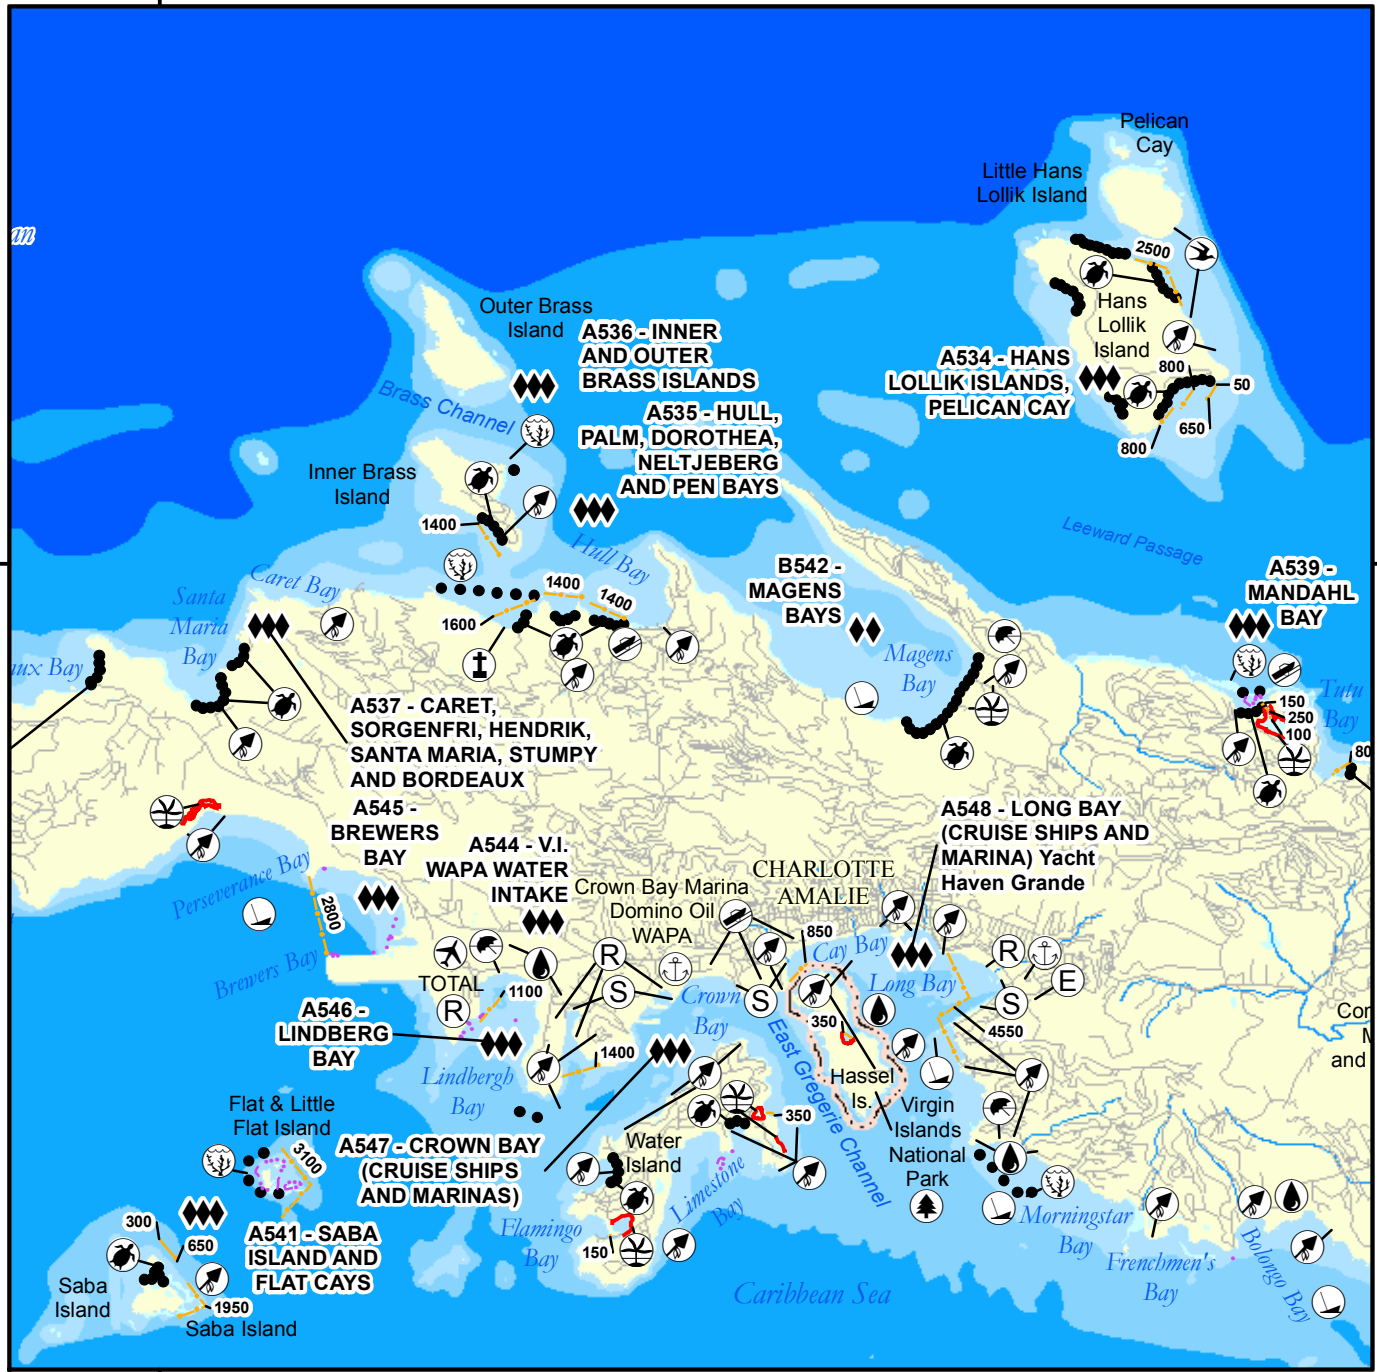 Pelican
Cay
Little Hans
Lollik Island
an
2500
Hans
Lollik
Island
Outer Brass
Island
A536 - INNER
AND OUTER
BRASS ISLANDS
A534 - HANS
LOLLIK ISLANDS,
PELICAN CAY
800
50
650
800
Brass Channel
A535 - HULL,
PALM, DOROTHEA,
NELTJEBERG
AND PEN BAYS
Inner Brass
Island
1400
Leeward Passage
Hull Bay
Caret Bay
1400
1400
1600
B542 -
MAGENS
BAYS
A539 -
MANDAHL
BAY
Santa
Maria
Bay
aux Bay
Magens
Bay
Tutu
Bay
150
250
100
80
A537 - CARET,
SORGENFRI, HENDRIK,
SANTA MARIA, STUMPY
AND BORDEAUX
A545 -
BREWERS
BAY
A544 - V.I.
WAPA WATER
INTAKE
A548 - LONG BAY
(CRUISE SHIPS AND
MARINA) Yacht
Haven Grande
CHARLOTTE
AMALIE
Crown Bay Marina
Domino Oil
WAPA
Perseverance Bay
2800
Brewers Bay
850
Cay Bay
Long Bay
R
S
R
E
S
S
TOTAL
R
1100
Crown
Bay
350
4550
A546 -
LINDBERG
BAY
1400
Lindbergh
Bay
East Gregerie Channel
Hassel
Is.
Cor
and
Flat & Little
Flat Island
3100
A547 - CROWN BAY
(CRUISE SHIPS
AND MARINAS)
Water
Island
350
Limestone
Bay
Virgin
Islands
National
Park
Flamingo
Bay
150
Morningstar
Bay
Frenchmen's
Bay
Bolongo Bay
300
650
A541 - SABA
ISLAND AND
FLAT CAYS
Saba
Island
1950
Saba Island
Caribbean Sea